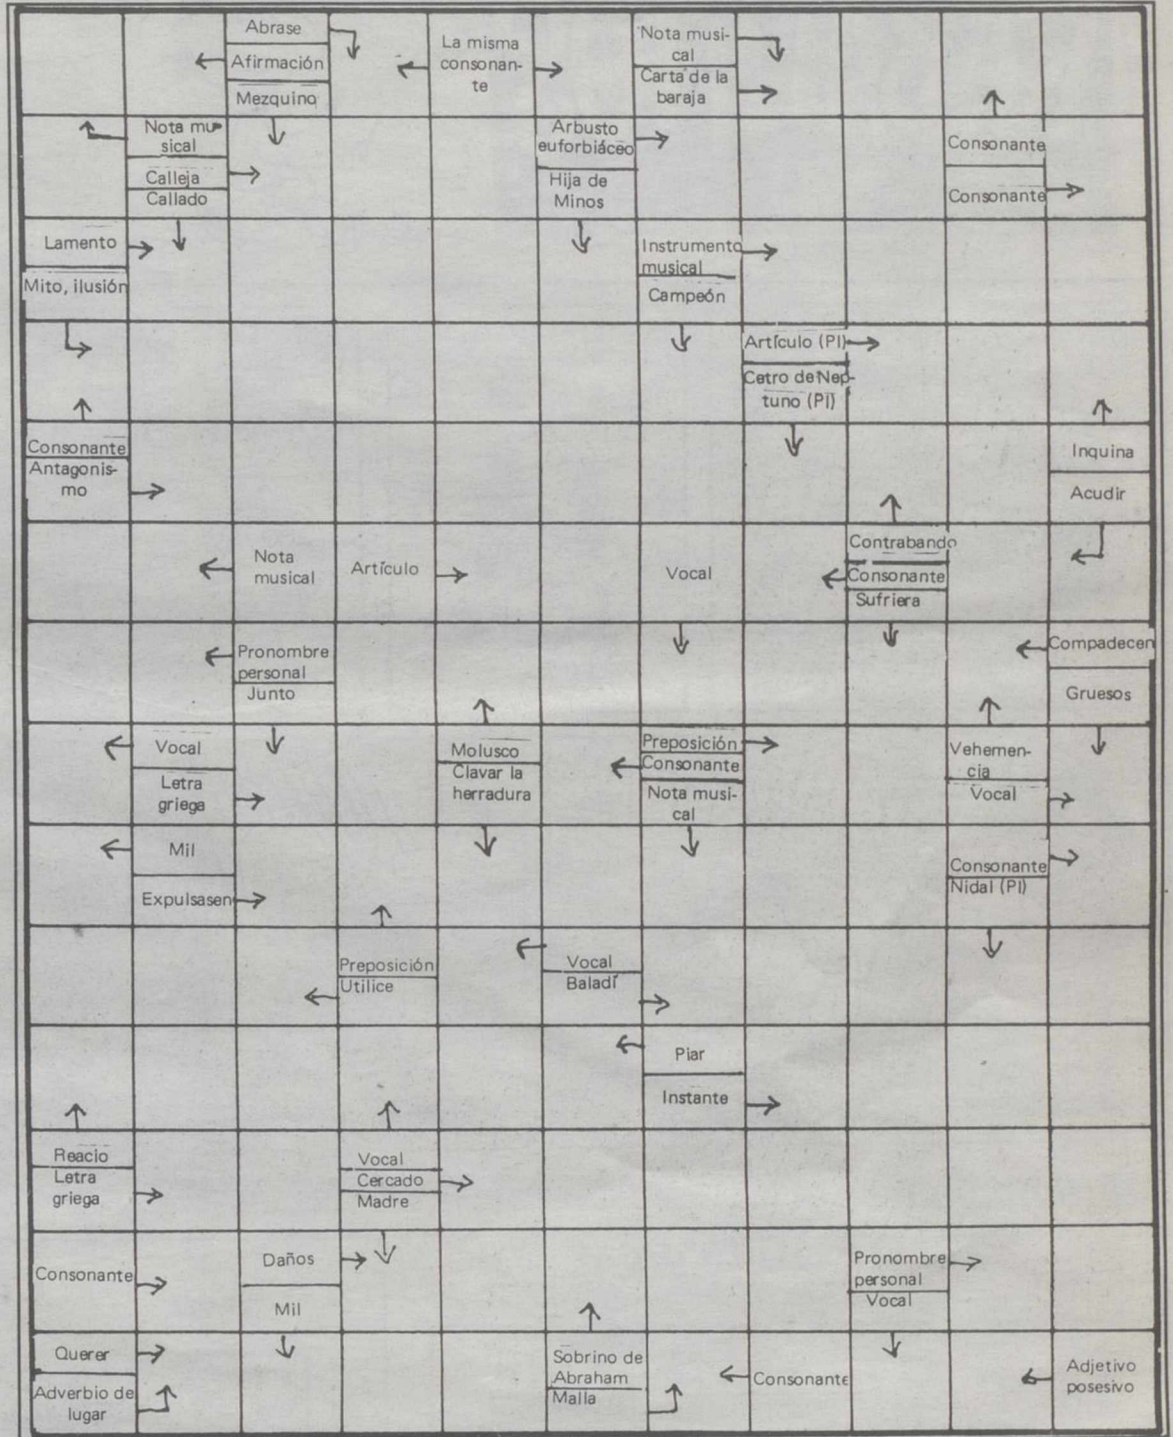 Abrase
Afirmación
Mezquino
La misma
consonan-
te
Nota musi-
cal
Carta de la
baraja
Nota mu-
sical
Calleja
Callado
Arbusto
euforbiáceo
Hija de
Minos
Consonante
Consonante
Lamento
Mito, ilusión
Instrumento
musical
Campeón
Artículo (Pl)
Cetro de Nep-
tuno (Pl)
Consonante
Antagonis-
mo
Inquina
Acudir
Nota
musical
Artículo
Vocal
Contrabando
Consonante
Sufriera
Pronombre
personal
Junto
Compadecen
Gruesos
Vocal
Letra
griega
Molusco
Clavar la
herradura
Preposición
Consonante
Nota musi-
cal
Vehemen-
cia
Vocal
Mil
Expulsasen
Consonante
Nidal (Pl)
Preposición
Utilice
Vocal
Baladí
Piar
Instante
Reacio
Letra
griega
Vocal
Cercado
Madre
Consonante
Daños
Mil
Pronombre
personal
Vocal
Querer
Adverbio de
lugar
Sobrino de
Abraham
Malla
Consonante
Adjetivo
posesivo